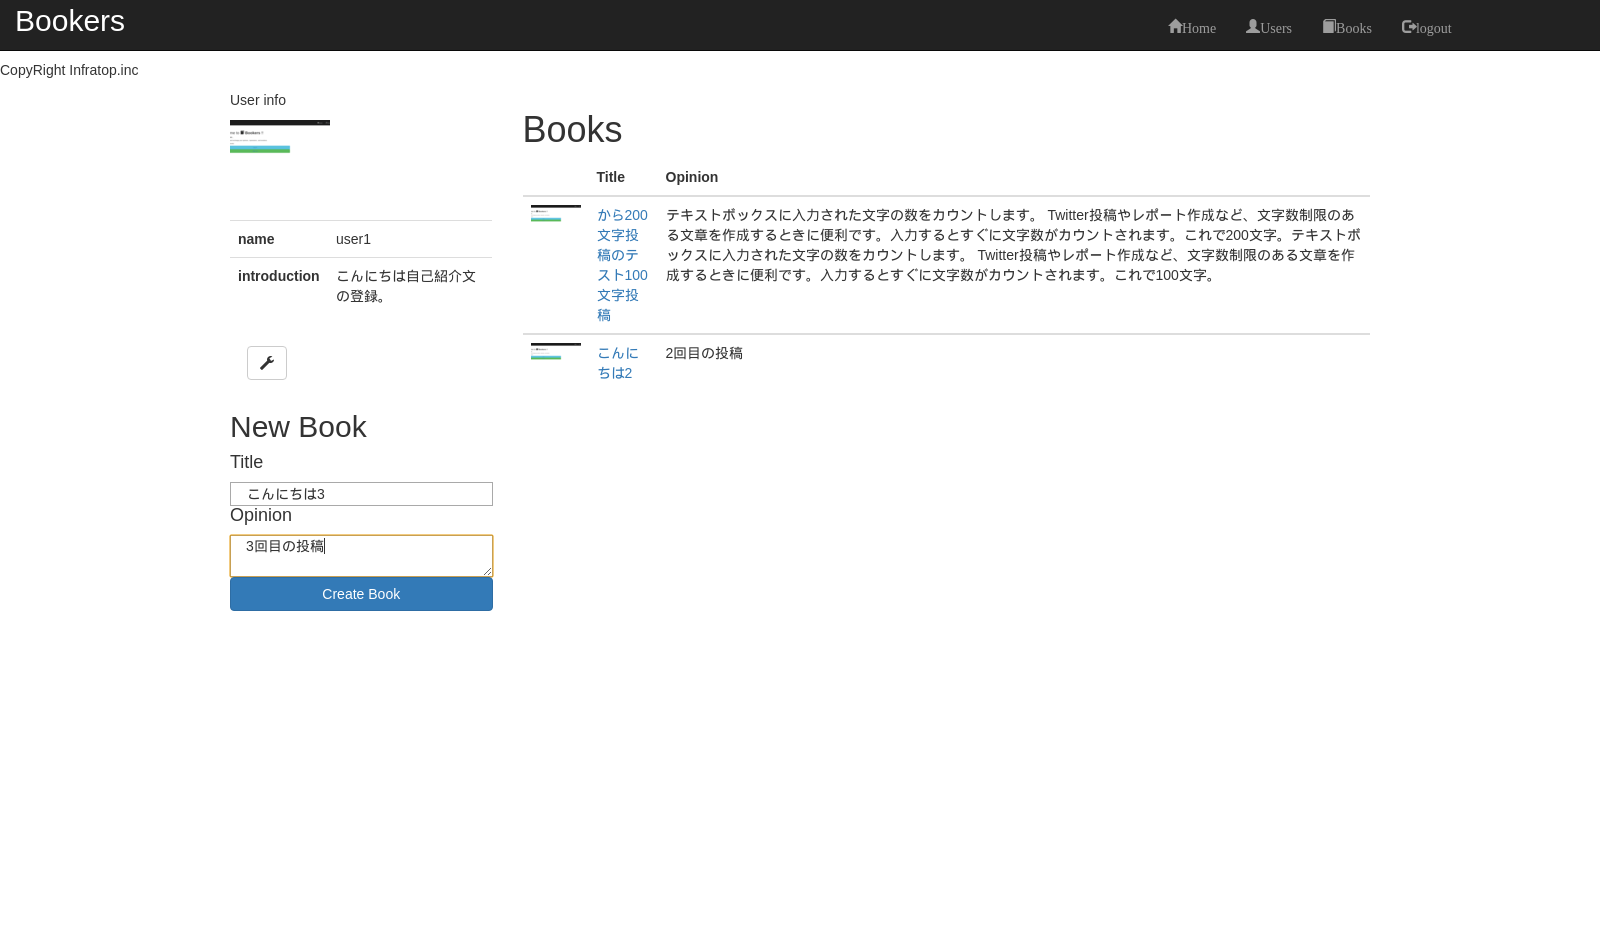 Bookers
Home Users Books logout
CopyRight Infratop.inc
User info
name user1
introduction こんにちは自己紹介文
の登録。
New Book
Title
こんにちは3
Opinion
3回目の投稿
Create Book
Books
Title Opinion
から200
文字投
稿のテ
スト100
文字投
稿
テキストボックスに入力された文字の数をカウントします。 Twitter投稿やレポート作成など、文字数制限のあ
る文章を作成するときに便利です。入力するとすぐに文字数がカウントされます。これで200文字。テキストボ
ックスに入力された文字の数をカウントします。 Twitter投稿やレポート作成など、文字数制限のある文章を作
成するときに便利です。入力するとすぐに文字数がカウントされます。これで100文字。
こんに
ちは2
2回目の投稿